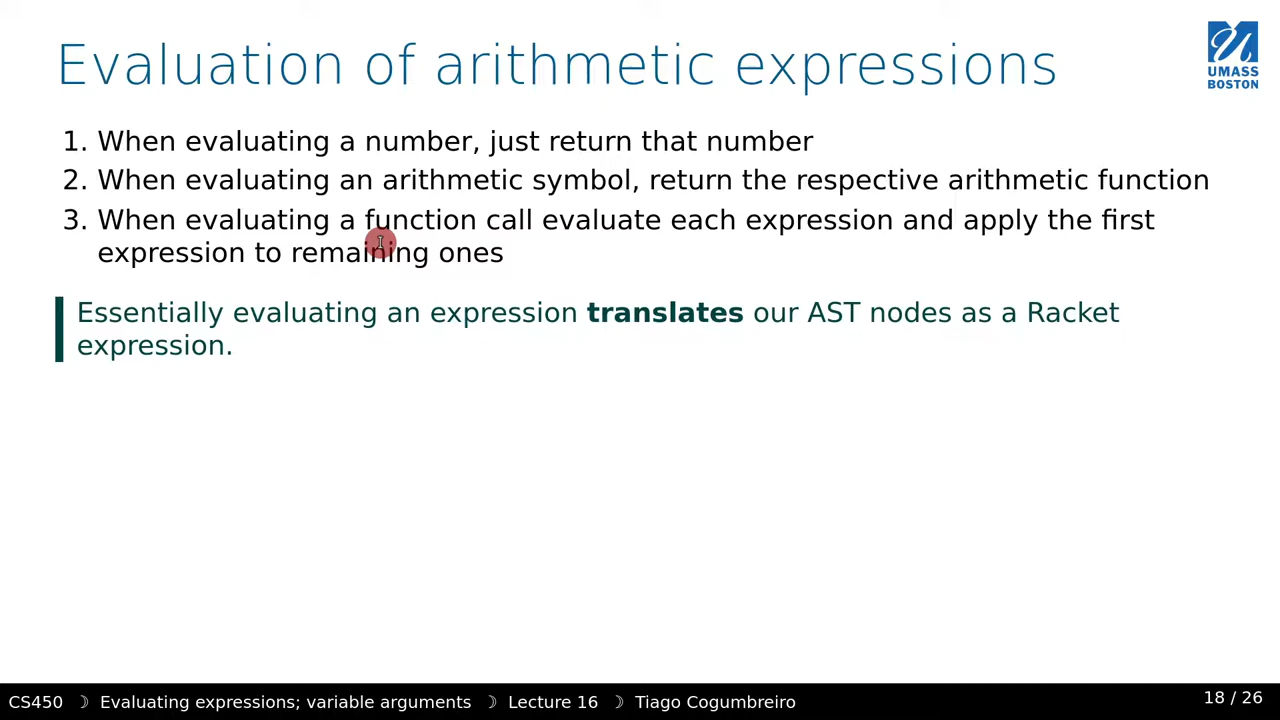 Evaluation of arithmetic expressions
UMASS
BOSTON
1. When evaluating a number, just return that number
2. When evaluating an arithmetic symbol, return the respective arithmetic function
3. When evaluating a function call evaluate each expression and apply the first
expression to remaining ones
Essentially evaluating an expression translates our AST nodes as a Racket
expression.
CS450 ☽ Evaluating expressions; variable arguments ☽ Lecture 16 ☽ Tiago Cogumbreiro
18 / 26